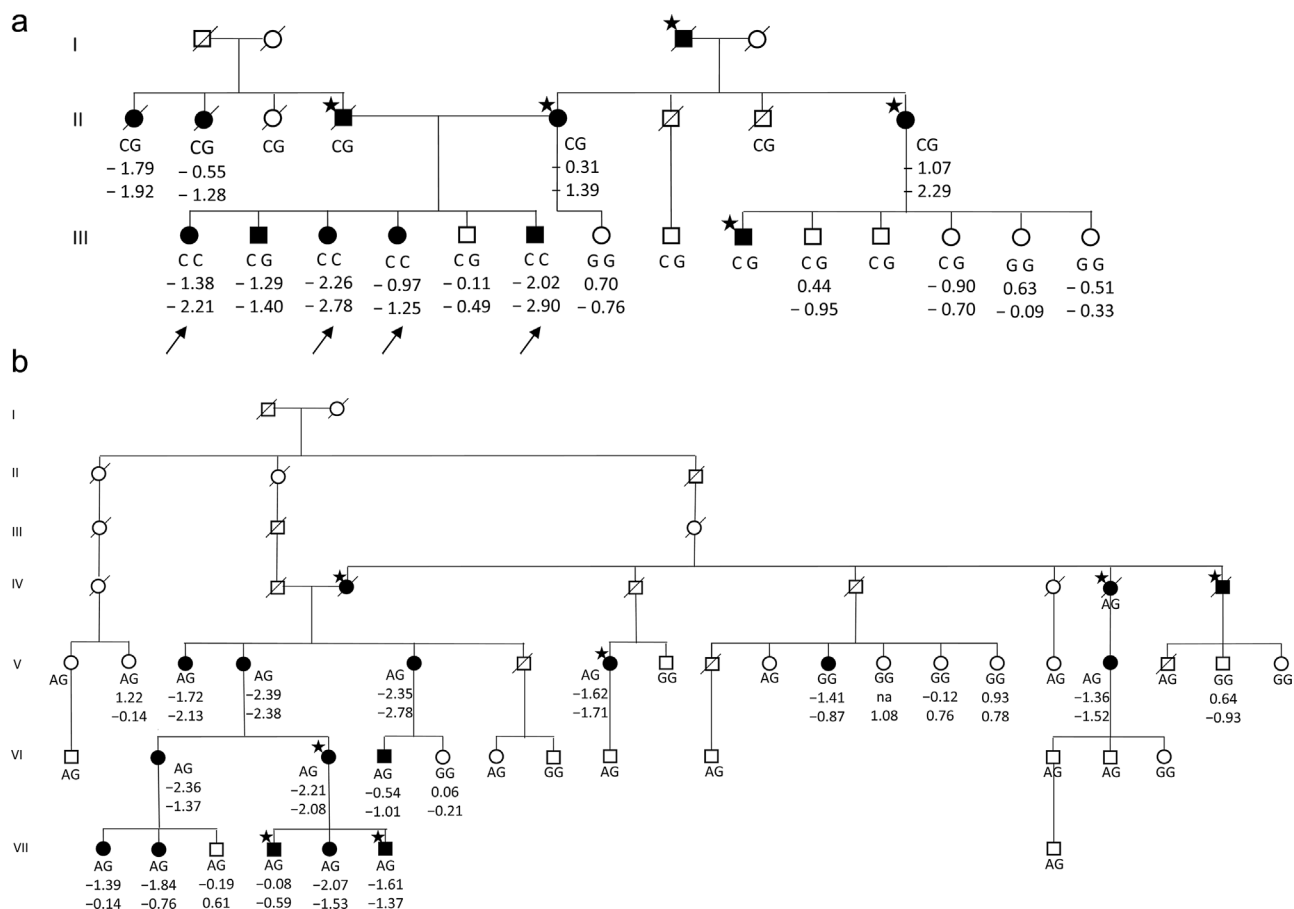 a
I
II
CG CG CG CG CG CG CG
− 1.79 − 0.55 − 0.31 − 1.07
− 1.92 − 1.28 − 1.39 − 2.29
III
C C C G C C C C C G C C G G C G C G C G C G C G G G G G
− 1.38 − 1.29 − 2.26 − 0.97 − 0.11 − 2.02 0.70 0.44 − 0.90 0.63 − 0.51
− 2.21 − 1.40 − 2.78 − 1.25 − 0.49 − 2.90 − 0.76 − 0.95 − 0.70 − 0.09 − 0.33
b
I
II
III
IV
AG
V
AG AG AG AG AG AG GG AG GG GG GG GG AG AG AG GG GG
1.22 −1.72 −2.39 −2.35 −1.62 −1.41 na −0.12 0.93 −1.36 0.64
−0.14 −2.13 −2.38 −2.78 −1.71 −0.87 1.08 0.76 0.78 −1.52 −0.93
VI
AG AG AG AG GG AG GG AG AG AG AG GG
−2.36 −2.21 −0.54 0.06
−1.37 −2.08 −1.01 −0.21
VII
AG AG AG AG AG AG AG
−1.39 −1.84 −0.19 −0.08 −2.07 −1.61
−0.14 −0.76 0.61 −0.59 −1.53 −1.37